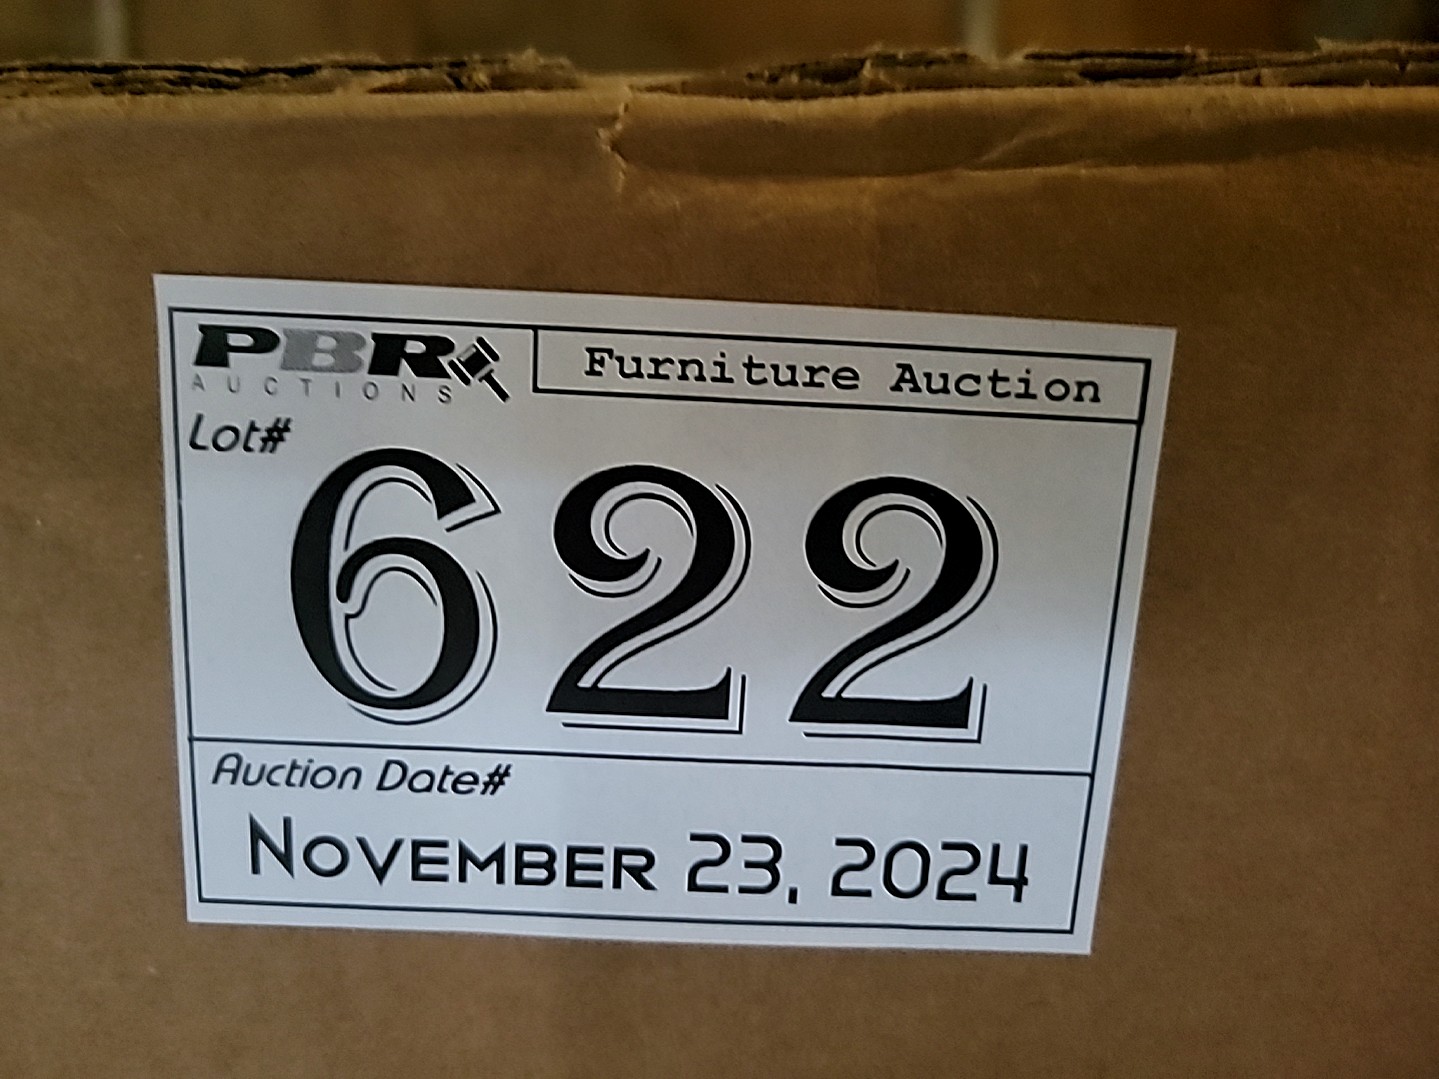 PBR
AUCTIONS
Furniture Auction
Lot#
622
Auction Date#
November 23, 2024